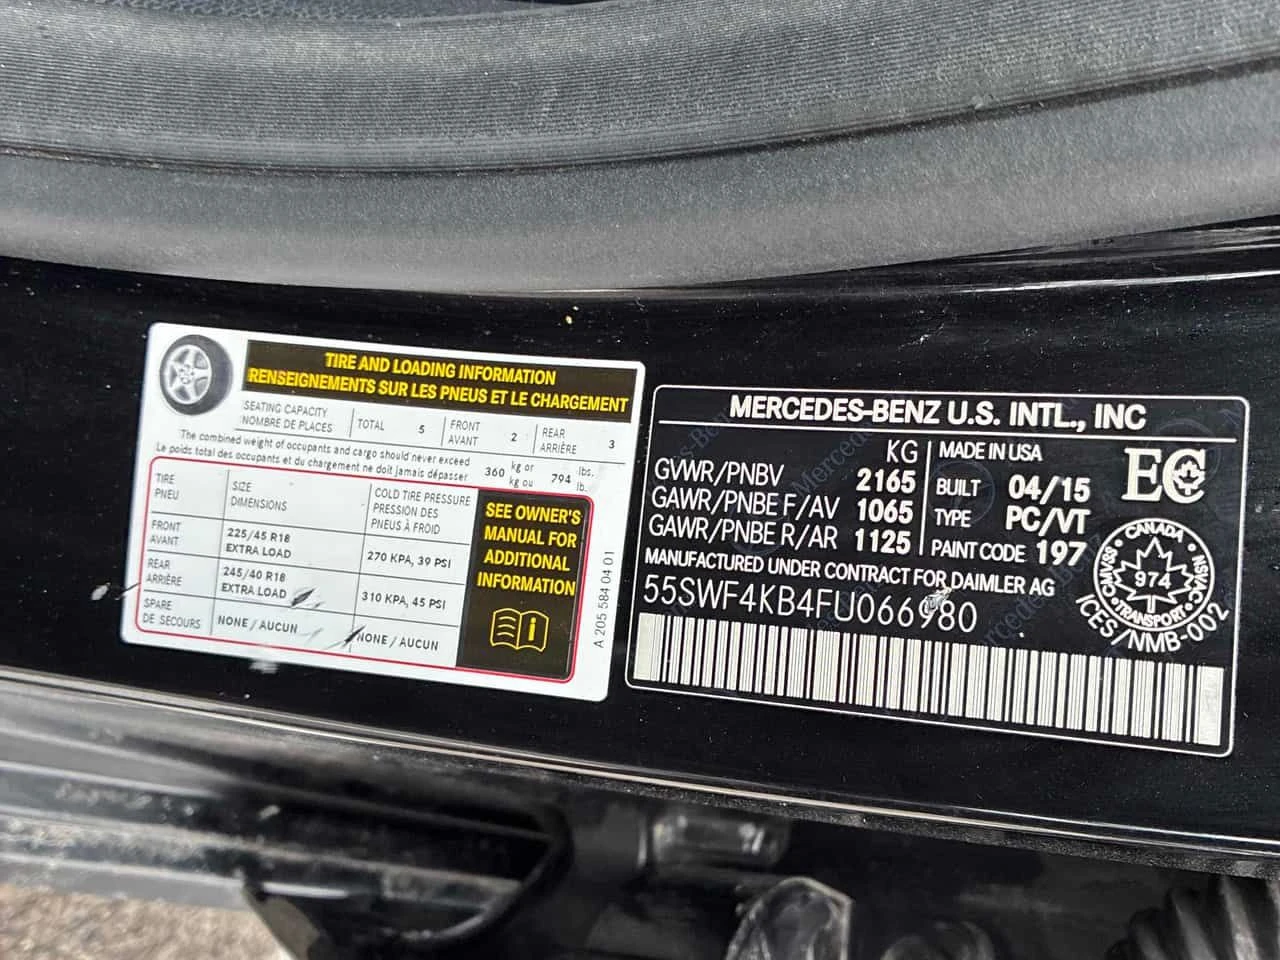 TIRE AND LOADING INFORMATION
RENSEIGNEMENTS SUR LES PNEUS ET LE CHARGEMENT
SEATING CAPACITY
NOMBRE DE PLACES
TOTAL 5
FRONT
AVANT 2
REAR
ARRIÈRE 3
The combined weight of occupants and cargo should never exceed
Le poids total des occupants et du chargement ne doit jamais dépasser
360 kg or
kg ou
794 lbs.
lb.
TIRE
PNEU
SIZE
DIMENSIONS
COLD TIRE PRESSURE
PRESSION DES
PNEUS À FROID
FRONT
AVANT
225/45 R18
EXTRA LOAD
270 KPA, 39 PSI
REAR
ARRIÈRE
245/40 R18
EXTRA LOAD
310 KPA, 45 PSI
SPARE
DE SECOURS
NONE / AUCUN
NONE / AUCUN
SEE OWNER'S
MANUAL FOR
ADDITIONAL
INFORMATION
i
A 205 584 04 01
MERCEDES-BENZ U.S. INTL., INC
KG
GVWR/PNBV 2165
GAWR/PNBE F/AV 1065
GAWR/PNBE R/AR 1125
MADE IN USA
BUILT 04/15
TYPE PC/VT
PAINT CODE 197
MANUFACTURED UNDER CONTRACT FOR DAIMLER AG
55SWF4KB4FU066980
EC
CANADA
CMVSS
NSVAC
974
TRANSPORT
ICES/NMB-002